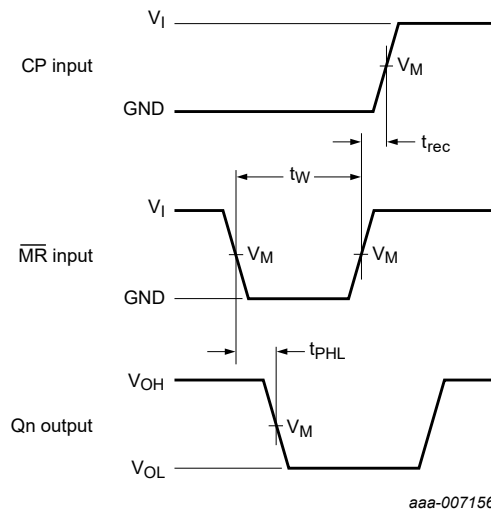 V_I
CP input
V_M
GND
t_rec
t_W
V_I
M̅R̅ input
V_M
V_M
GND
t_PHL
V_OH
Qn output
V_M
V_OL
aaa-007156